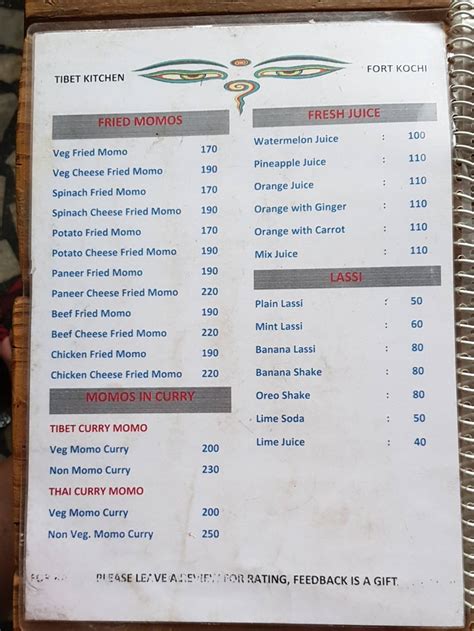 TIBET KITCHEN
FORT KOCHI
FRIED MOMOS
Veg Fried Momo 170
Veg Cheese Fried Momo 190
Spinach Fried Momo 170
Spinach Cheese Fried Momo 190
Potato Fried Momo 170
Potato Cheese Fried Momo 190
Paneer Fried Momo 190
Paneer Cheese Fried Momo 220
Beef Fried Momo 190
Beef Cheese Fried Momo 220
Chicken Fried Momo 190
Chicken Cheese Fried Momo 220
MOMOS IN CURRY
TIBET CURRY MOMO
Veg Momo Curry 200
Non Momo Curry 230
THAI CURRY MOMO
Veg Momo Curry 200
Non Veg. Momo Curry 250
FRESH JUICE
Watermelon Juice : 100
Pineapple Juice : 110
Orange Juice : 110
Orange with Ginger : 110
Orange with Carrot : 110
Mix Juice : 110
LASSI
Plain Lassi : 50
Mint Lassi : 60
Banana Lassi : 80
Banana Shake : 80
Oreo Shake : 80
Lime Soda : 50
Lime Juice : 40
FOR PLEASE LEAVE A REVIEW FOR RATING, FEEDBACK IS A GIFT